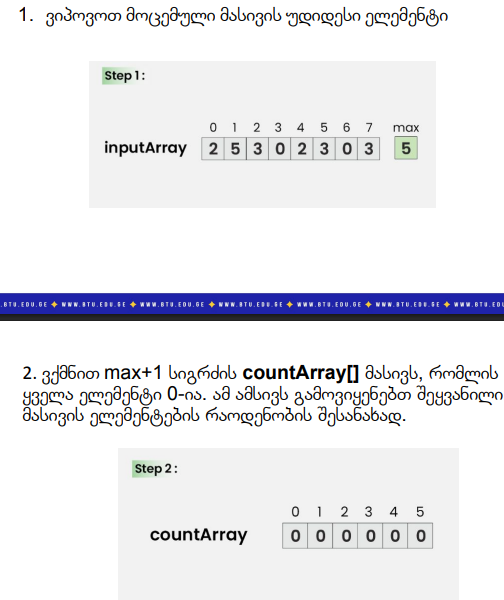 1. ვიპოვოთ მოცემული მასივის უდიდესი ელემენტი
Step 1:
0 1 2 3 4 5 6 7 max
inputArray 2 5 3 0 2 3 0 3 5
.BTU.EDU.GE ✦ WWW.BTU.EDU.GE ✦ WWW.BTU.EDU.GE ✦ WWW.BTU.EDU.GE ✦ WWW.BTU.EDU.GE ✦ WWW.BTU.EDU.GE ✦ WWW.BTU.EDU
2. ვქმნით max+1 სიგრძის countArray[] მასივს, რომლის
ყველა ელემენტი 0-ია. ამ ამსივს გამოვიყენებთ შეყვანილი
მასივის ელემენტების რაოდენობის შესანახად.
Step 2:
0 1 2 3 4 5
countArray 0 0 0 0 0 0